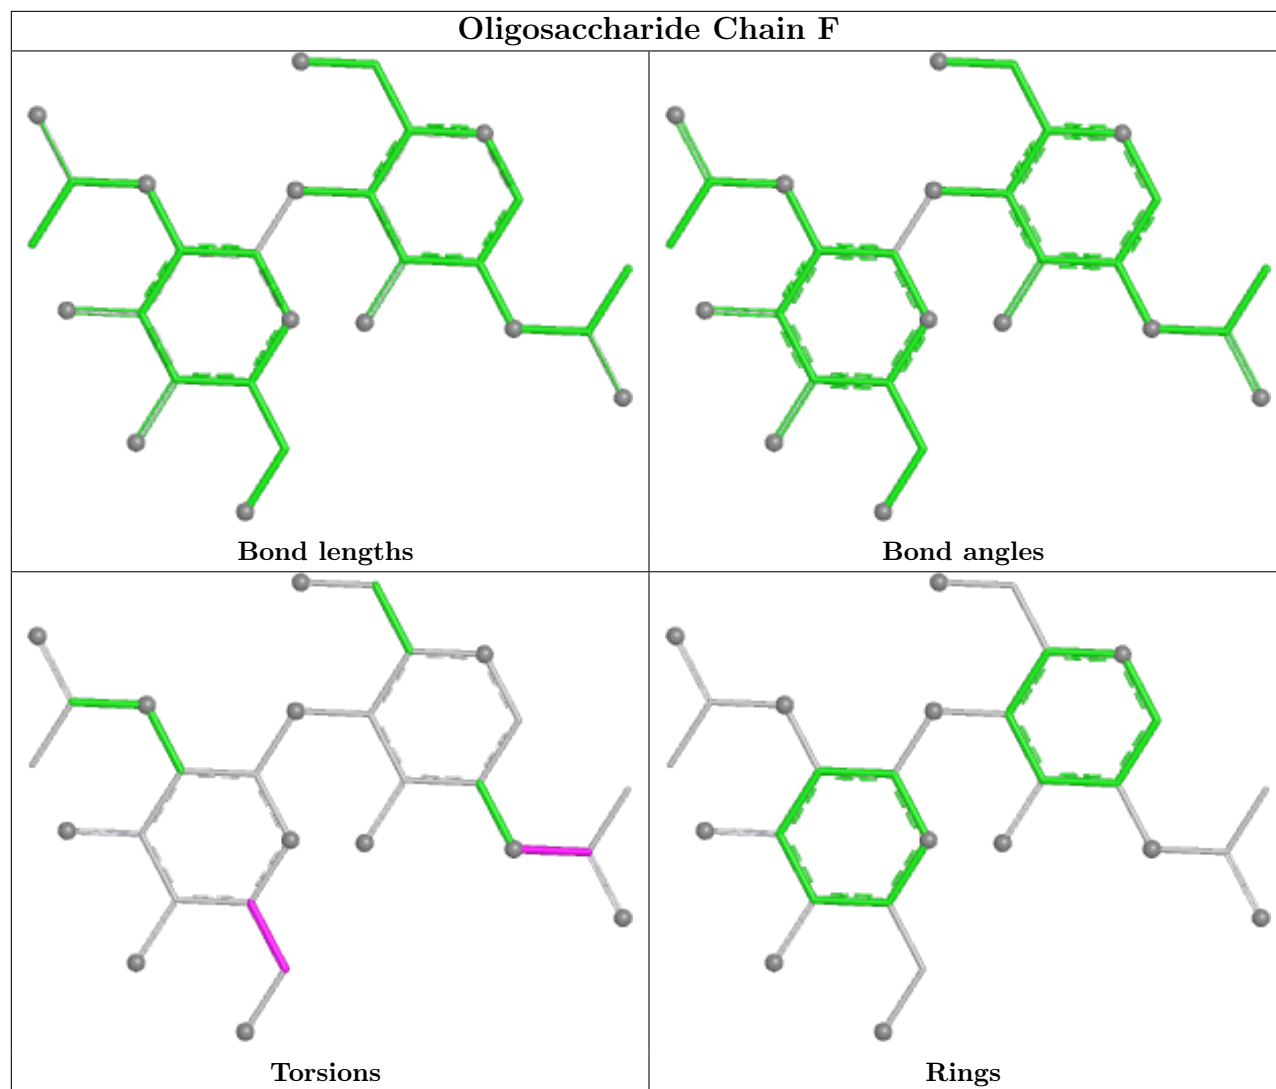 Oligosaccharide Chain F
Bond lengths
Bond angles
Torsions
Rings